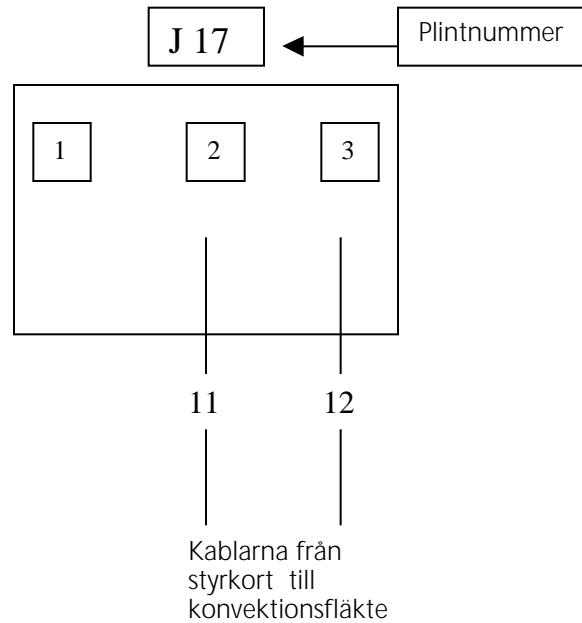 J 17
Plintnummer
1 2 3
11 12
Kablarna från
styrkort till
konvektionsfläkte